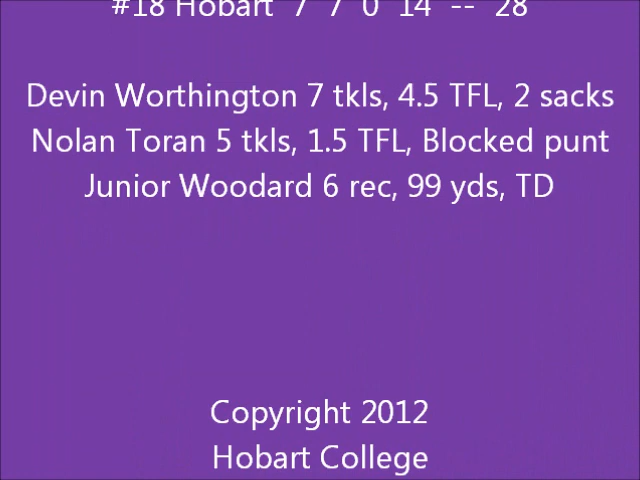 #18 Hobart 7 7 0 14 -- 28
Devin Worthington 7 tkls, 4.5 TFL, 2 sacks
Nolan Toran 5 tkls, 1.5 TFL, Blocked punt
Junior Woodard 6 rec, 99 yds, TD
Copyright 2012
Hobart College